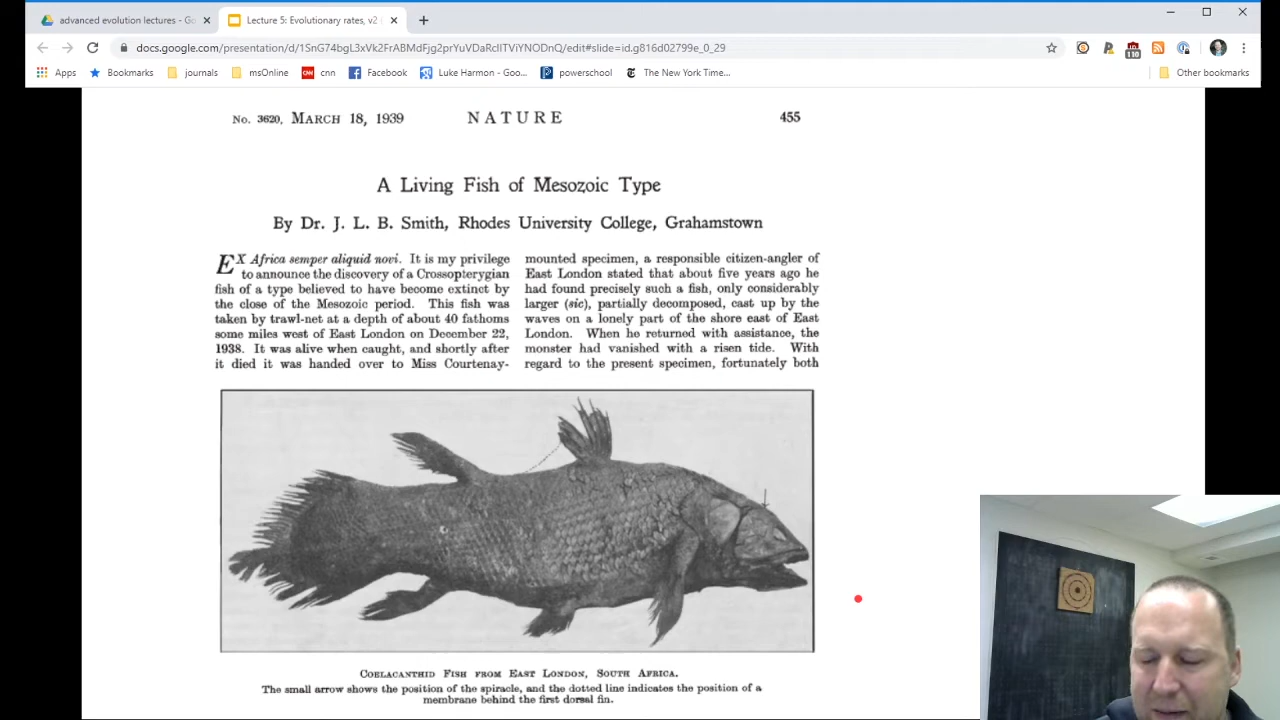 advanced evolution lectures - Go
Lecture 5: Evolutionary rates, v2
docs.google.com/presentation/d/1SnG74bgL3xVk2FrABMdFjg2prYuVDaRcIITViYNODnQ/edit#slide=id.g816d02799e_0_29
110
Apps Bookmarks journals msOnline cnn Facebook Luke Harmon - Goo... powerschool The New York Time... Other bookmarks
No. 3620, MARCH 18, 1939 NATURE 455
A Living Fish of Mesozoic Type
By Dr. J. L. B. Smith, Rhodes University College, Grahamstown
EX Africa semper aliquid novi. It is my privilege
to announce the discovery of a Crossopterygian
fish of a type believed to have become extinct by
the close of the Mesozoic period. This fish was
taken by trawl-net at a depth of about 40 fathoms
some miles west of East London on December 22,
1938. It was alive when caught, and shortly after
it died it was handed over to Miss Courtenay-
mounted specimen, a responsible citizen-angler of
East London stated that about five years ago he
had found precisely such a fish, only considerably
larger (sic), partially decomposed, cast up by the
waves on a lonely part of the shore east of East
London. When he returned with assistance, the
monster had vanished with a risen tide. With
regard to the present specimen, fortunately both
COELACANTHID FISH FROM EAST LONDON, SOUTH AFRICA.
The small arrow shows the position of the spiracle, and the dotted line indicates the position of a
membrane behind the first dorsal fin.